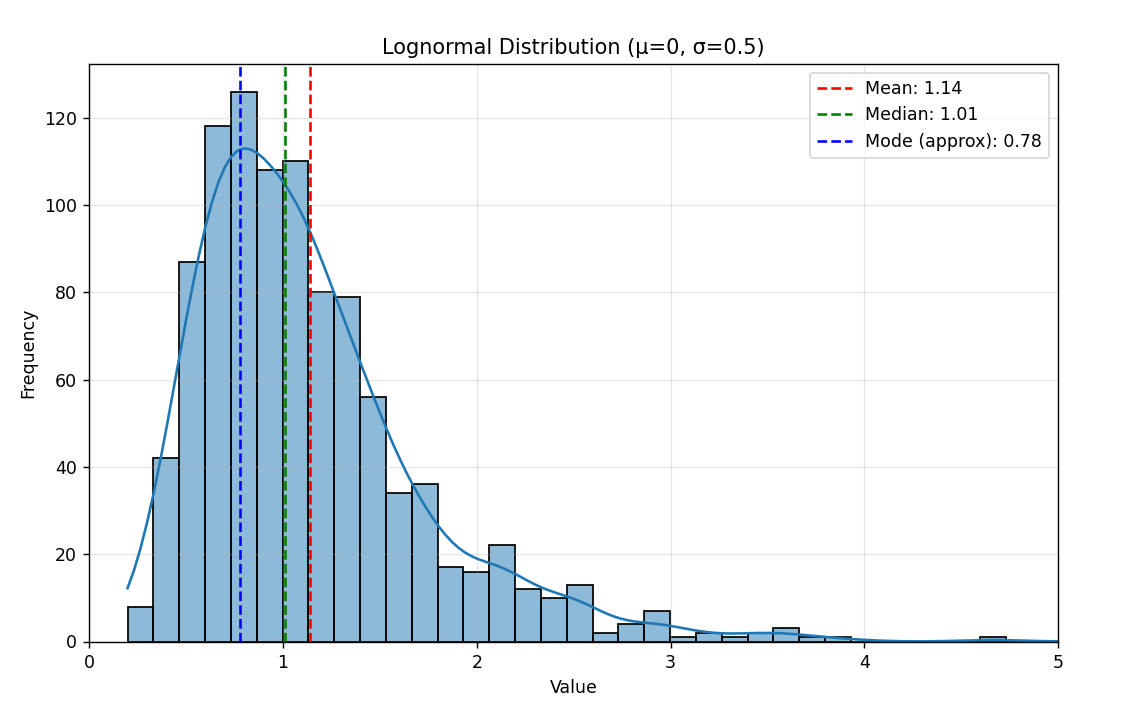 Lognormal Distribution (μ=0, σ=0.5)
Mean: 1.14
Median: 1.01
Mode (approx): 0.78
Frequency
120
100
80
60
40
20
0
0 1 2 3 4 5
Value